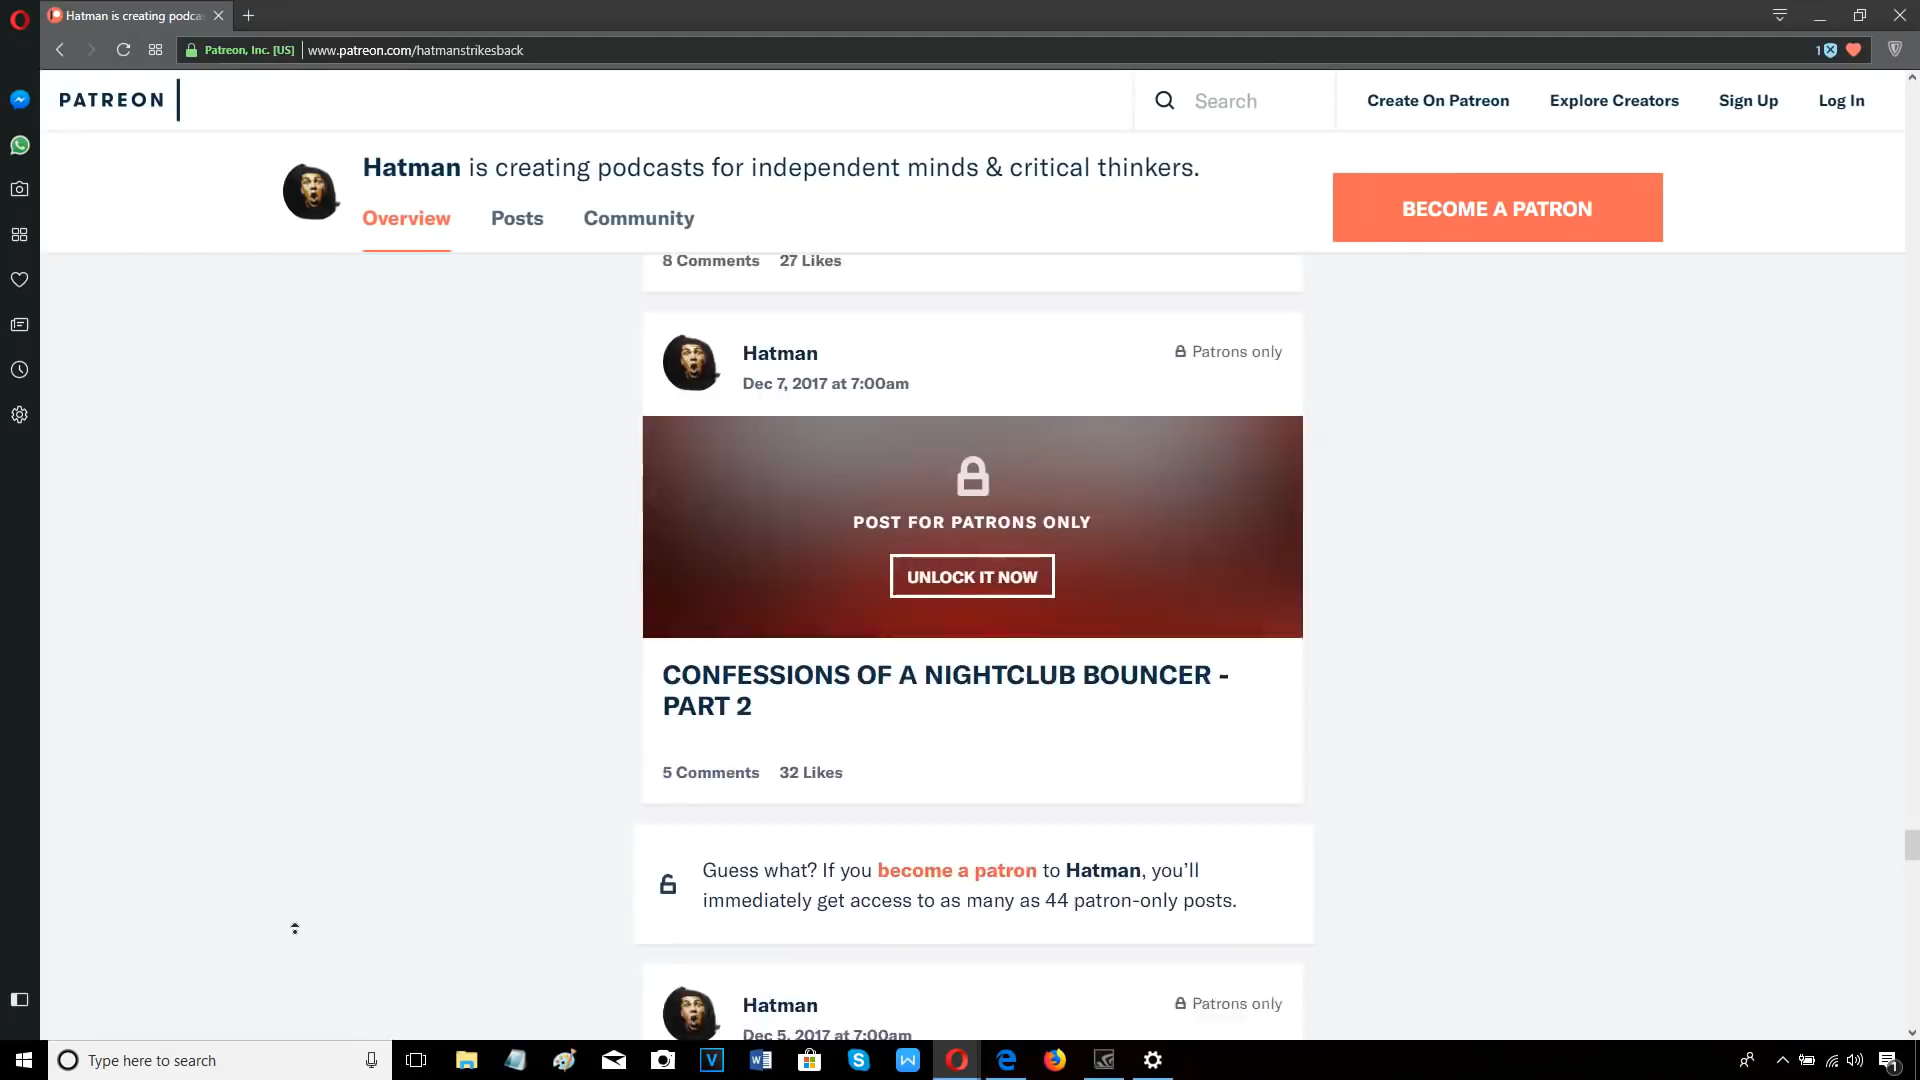 Hatman is creating podca
Patreon, Inc. [US]
www.patreon.com/hatmanstrikesback
1
PATREON
Search
Create On Patreon
Explore Creators
Sign Up
Log In
Hatman is creating podcasts for independent minds & critical thinkers.
Overview
Posts
Community
BECOME A PATRON
8 Comments 27 Likes
Hatman
Patrons only
Dec 7, 2017 at 7:00am
POST FOR PATRONS ONLY
UNLOCK IT NOW
CONFESSIONS OF A NIGHTCLUB BOUNCER -
PART 2
5 Comments 32 Likes
Guess what? If you become a patron to Hatman, you'll
immediately get access to as many as 44 patron-only posts.
Hatman
Patrons only
Dec 5, 2017 at 7:00am
Type here to search
1